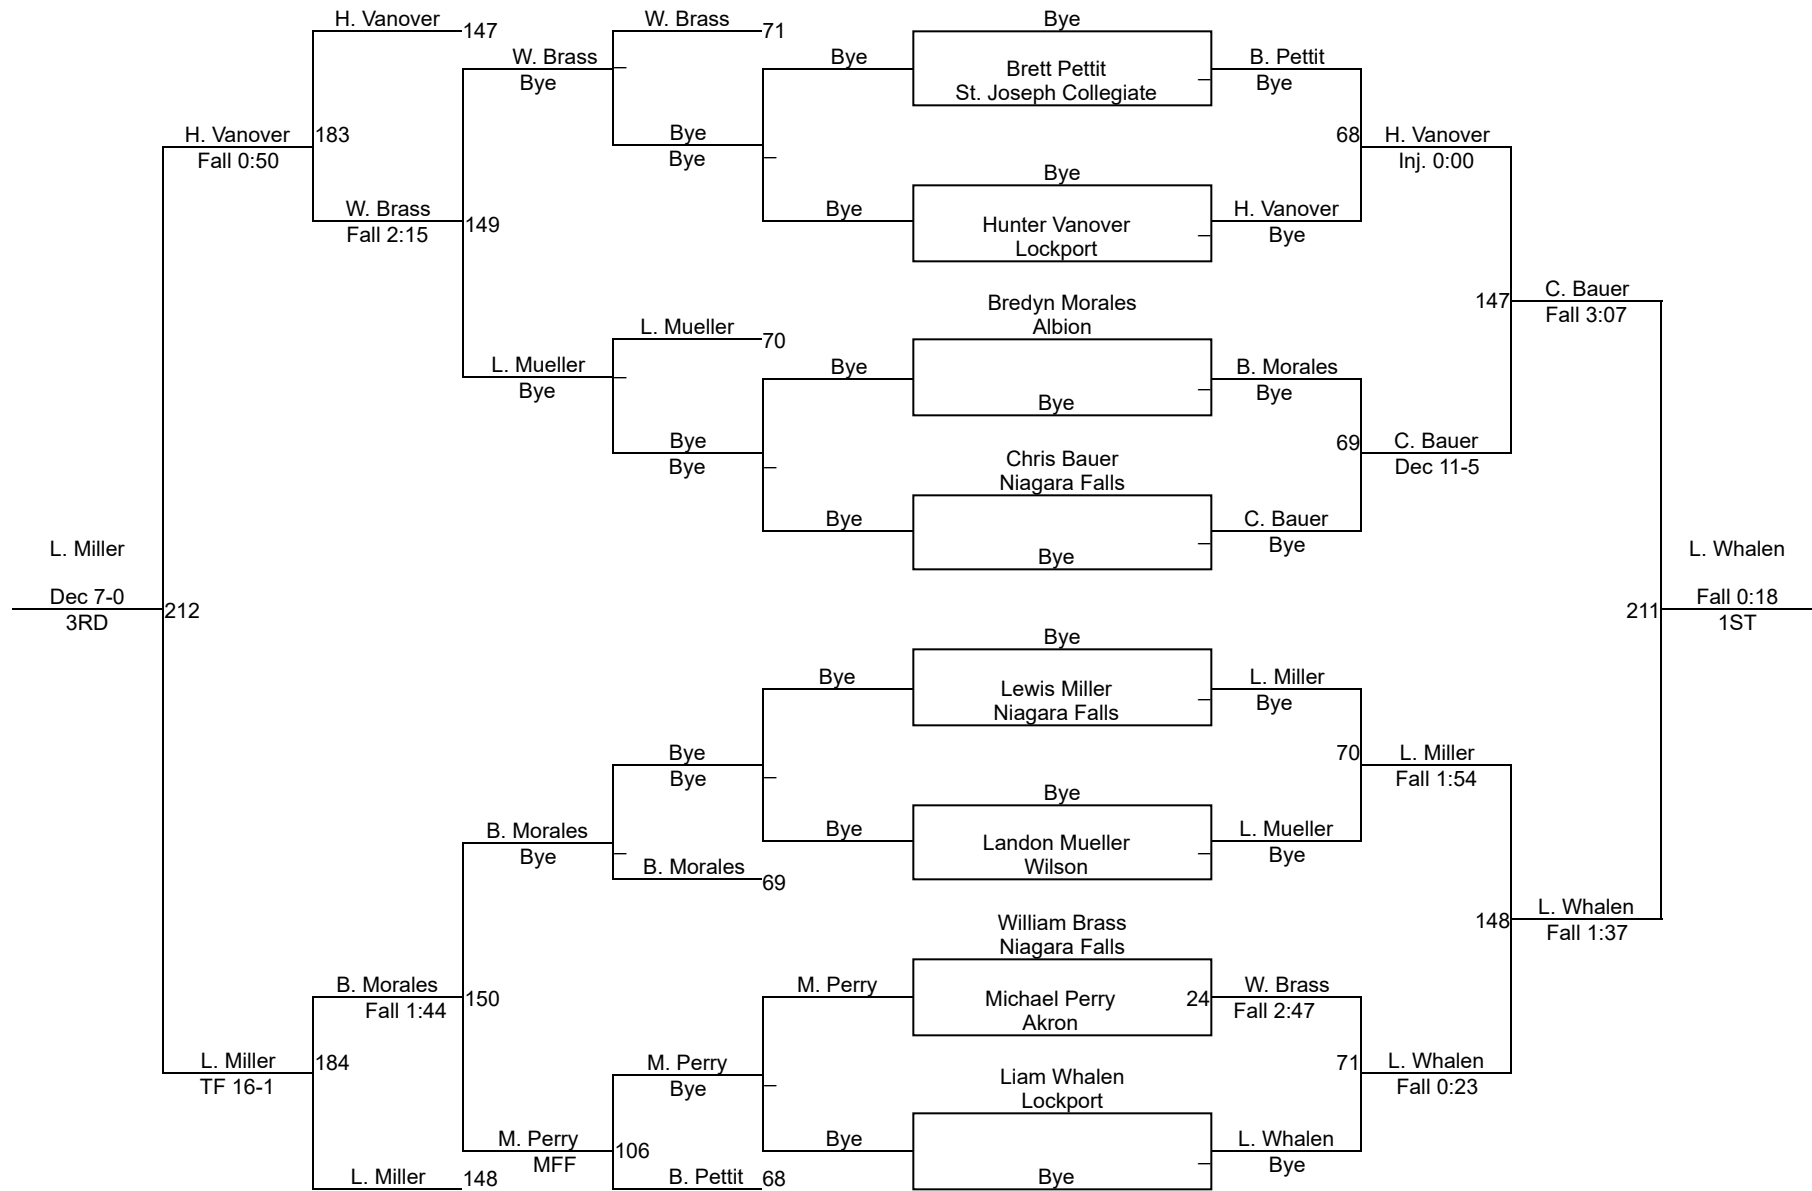 H. Vanover
147
W. Brass
71
Bye
W. Brass
Bye
Bye
Brett Pettit
St. Joseph Collegiate
B. Pettit
Bye
H. Vanover
Fall 0:50
183
Bye
Bye
68
H. Vanover
Inj. 0:00
Bye
W. Brass
Fall 2:15
149
Bye
Hunter Vanover
Lockport
H. Vanover
Bye
Bredyn Morales
Albion
147
C. Bauer
Fall 3:07
L. Mueller
70
L. Mueller
Bye
Bye
Bye
B. Morales
Bye
Bye
Bye
69
C. Bauer
Dec 11-5
Chris Bauer
Niagara Falls
Bye
Bye
C. Bauer
Bye
L. Miller
Dec 7-0
3RD
212
L. Whalen
211
Fall 0:18
1ST
Bye
Bye
Lewis Miller
Niagara Falls
L. Miller
Bye
Bye
Bye
70
L. Miller
Fall 1:54
Bye
B. Morales
Bye
Bye
Landon Mueller
Wilson
L. Mueller
Bye
B. Morales
69
William Brass
Niagara Falls
148
L. Whalen
Fall 1:37
B. Morales
Fall 1:44
150
M. Perry
Michael Perry
Akron
24
W. Brass
Fall 2:47
L. Miller
TF 16-1
184
M. Perry
Bye
Liam Whalen
Lockport
71
L. Whalen
Fall 0:23
M. Perry
MFF
106
Bye
Bye
L. Whalen
Bye
L. Miller
148
B. Pettit
68